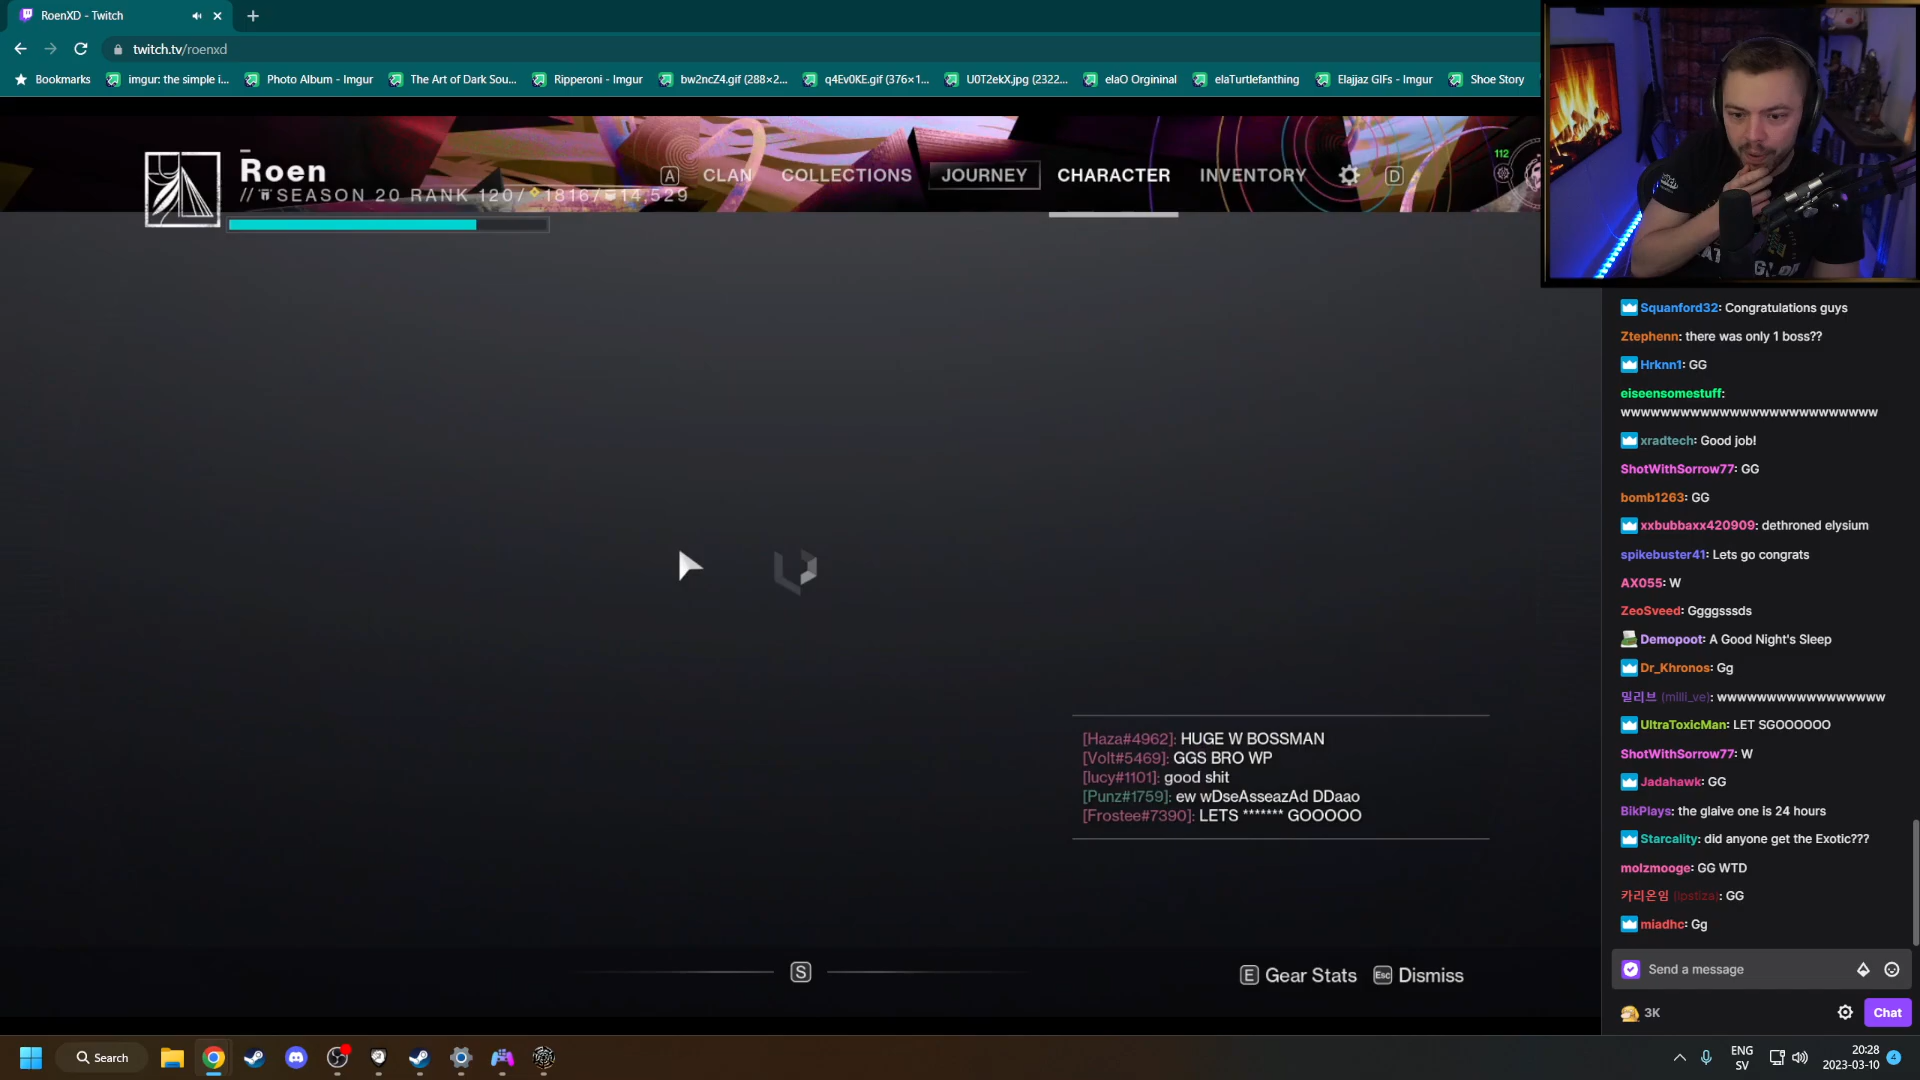 RoenXD - Twitch
twitch.tv/roenxd
Bookmarks
imgur: the simple i...
Photo Album - Imgur
The Art of Dark Sou...
Ripperoni - Imgur
bw2ncZ4.gif (288×2...
q4Ev0KE.gif (376×1...
U0T2ekX.jpg (2322...
elaO Orgininal
elaTurtlefanthing
Elajjaz GIFs - Imgur
Shoe Story
Roen
// SEASON 20 RANK 120/ 1816/ 14,529
A CLAN COLLECTIONS JOURNEY CHARACTER INVENTORY D
112
Squanford32: Congratulations guys
Ztephenn: there was only 1 boss??
Hrknn1: GG
eiseensomestuff:
wwwwwwwwwwwwwwwwwwwwwwwwww
xradtech: Good job!
ShotWithSorrow77: GG
bomb1263: GG
xxbubbaxx420909: dethroned elysium
spikebuster41: Lets go congrats
AX055: W
ZeoSveed: Ggggsssds
Demopoot: A Good Night's Sleep
Dr_Khronos: Gg
밀리브 (milli_ve): wwwwwwwwwwwwwwwww
UltraToxicMan: LET SGOOOOOO
ShotWithSorrow77: W
Jadahawk: GG
BikPlays: the glaive one is 24 hours
Starcality: did anyone get the Exotic???
molzmooge: GG WTD
카리온임 (lpstiza): GG
miadhc: Gg
[Haza#4962]: HUGE W BOSSMAN
[Volt#5469]: GGS BRO WP
[lucy#1101]: good shit
[Punz#1759]: ew wDseAsseazAd DDaao
[Frostee#7390]: LETS ******* GOOOOO
S
E Gear Stats Esc Dismiss
Send a message
3K
Chat
Search
ENG
SV
20:28
2023-03-10
4